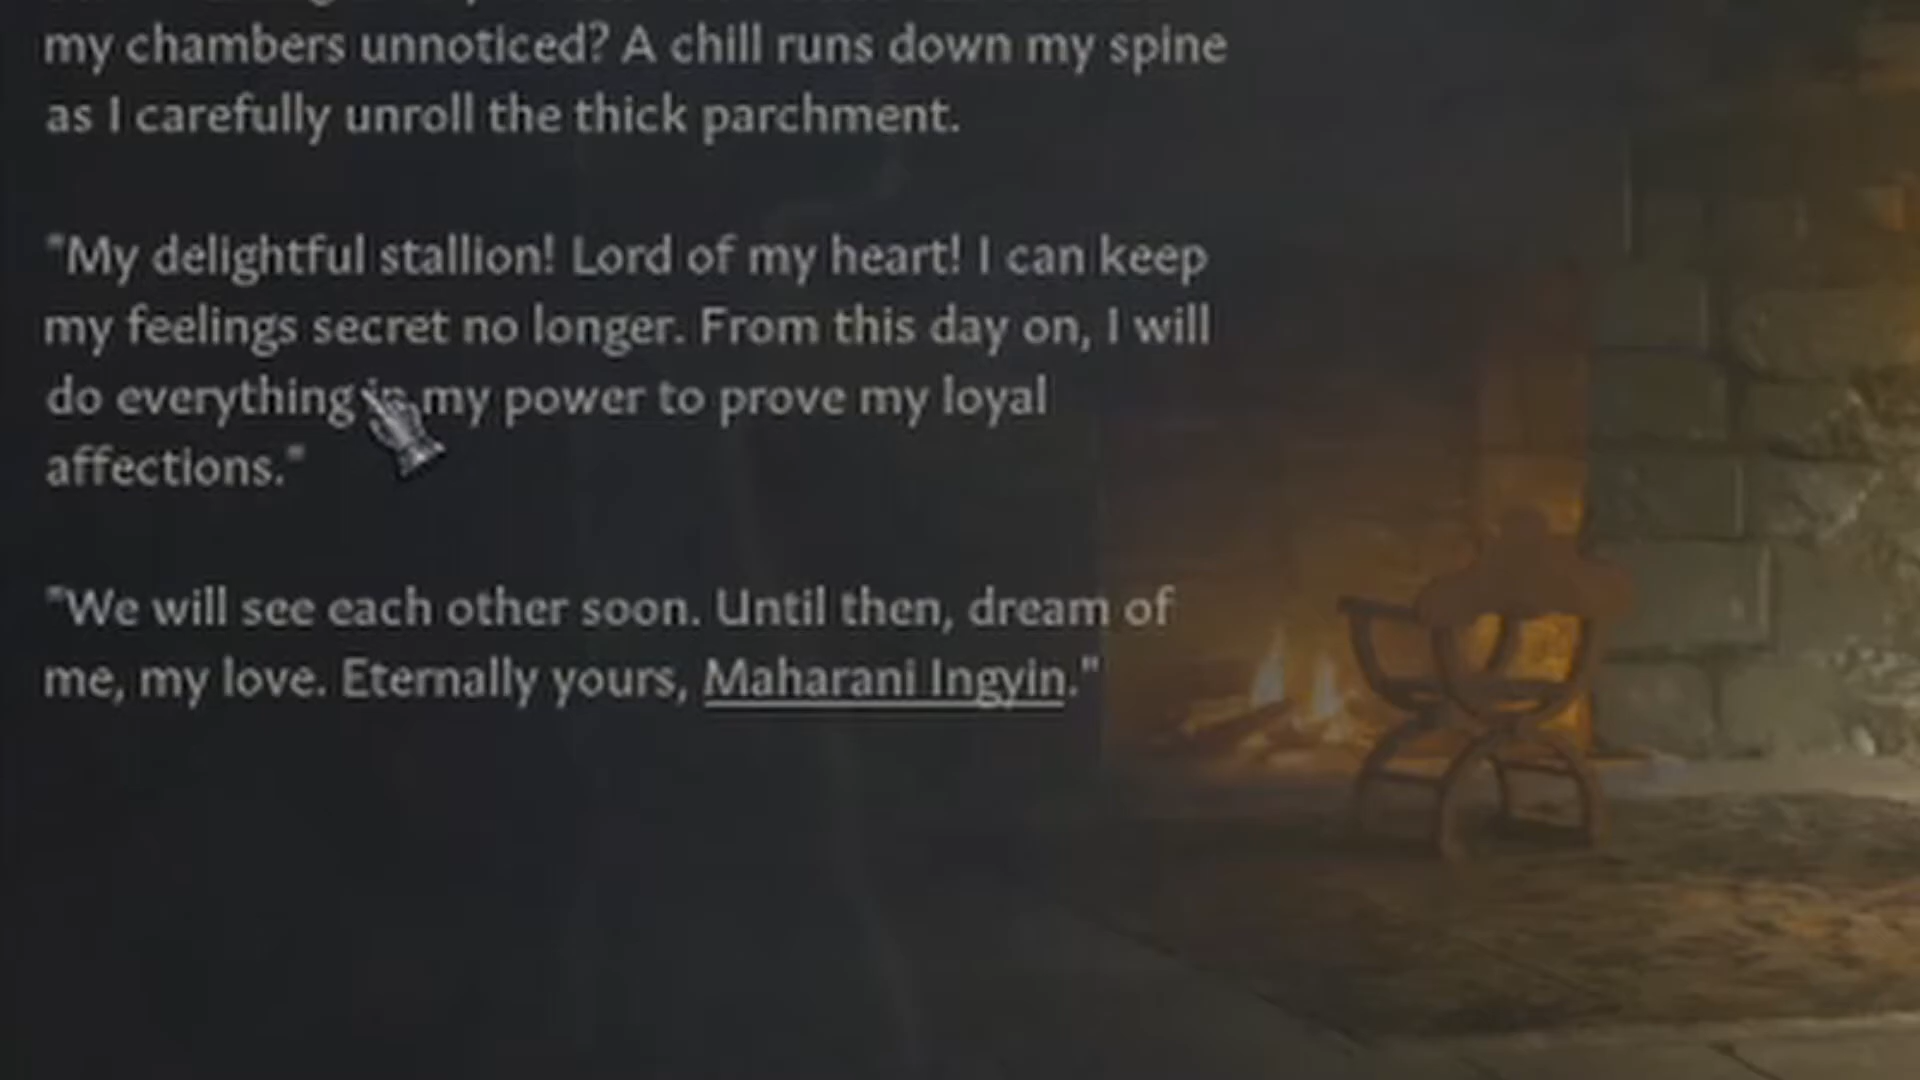 my chambers unnoticed? A chill runs down my spine
as I carefully unroll the thick parchment.
"My delightful stallion! Lord of my heart! I can keep
my feelings secret no longer. From this day on, I will
do everything in my power to prove my loyal
affections."
"We will see each other soon. Until then, dream of
me, my love. Eternally yours, Maharani Ingyin."